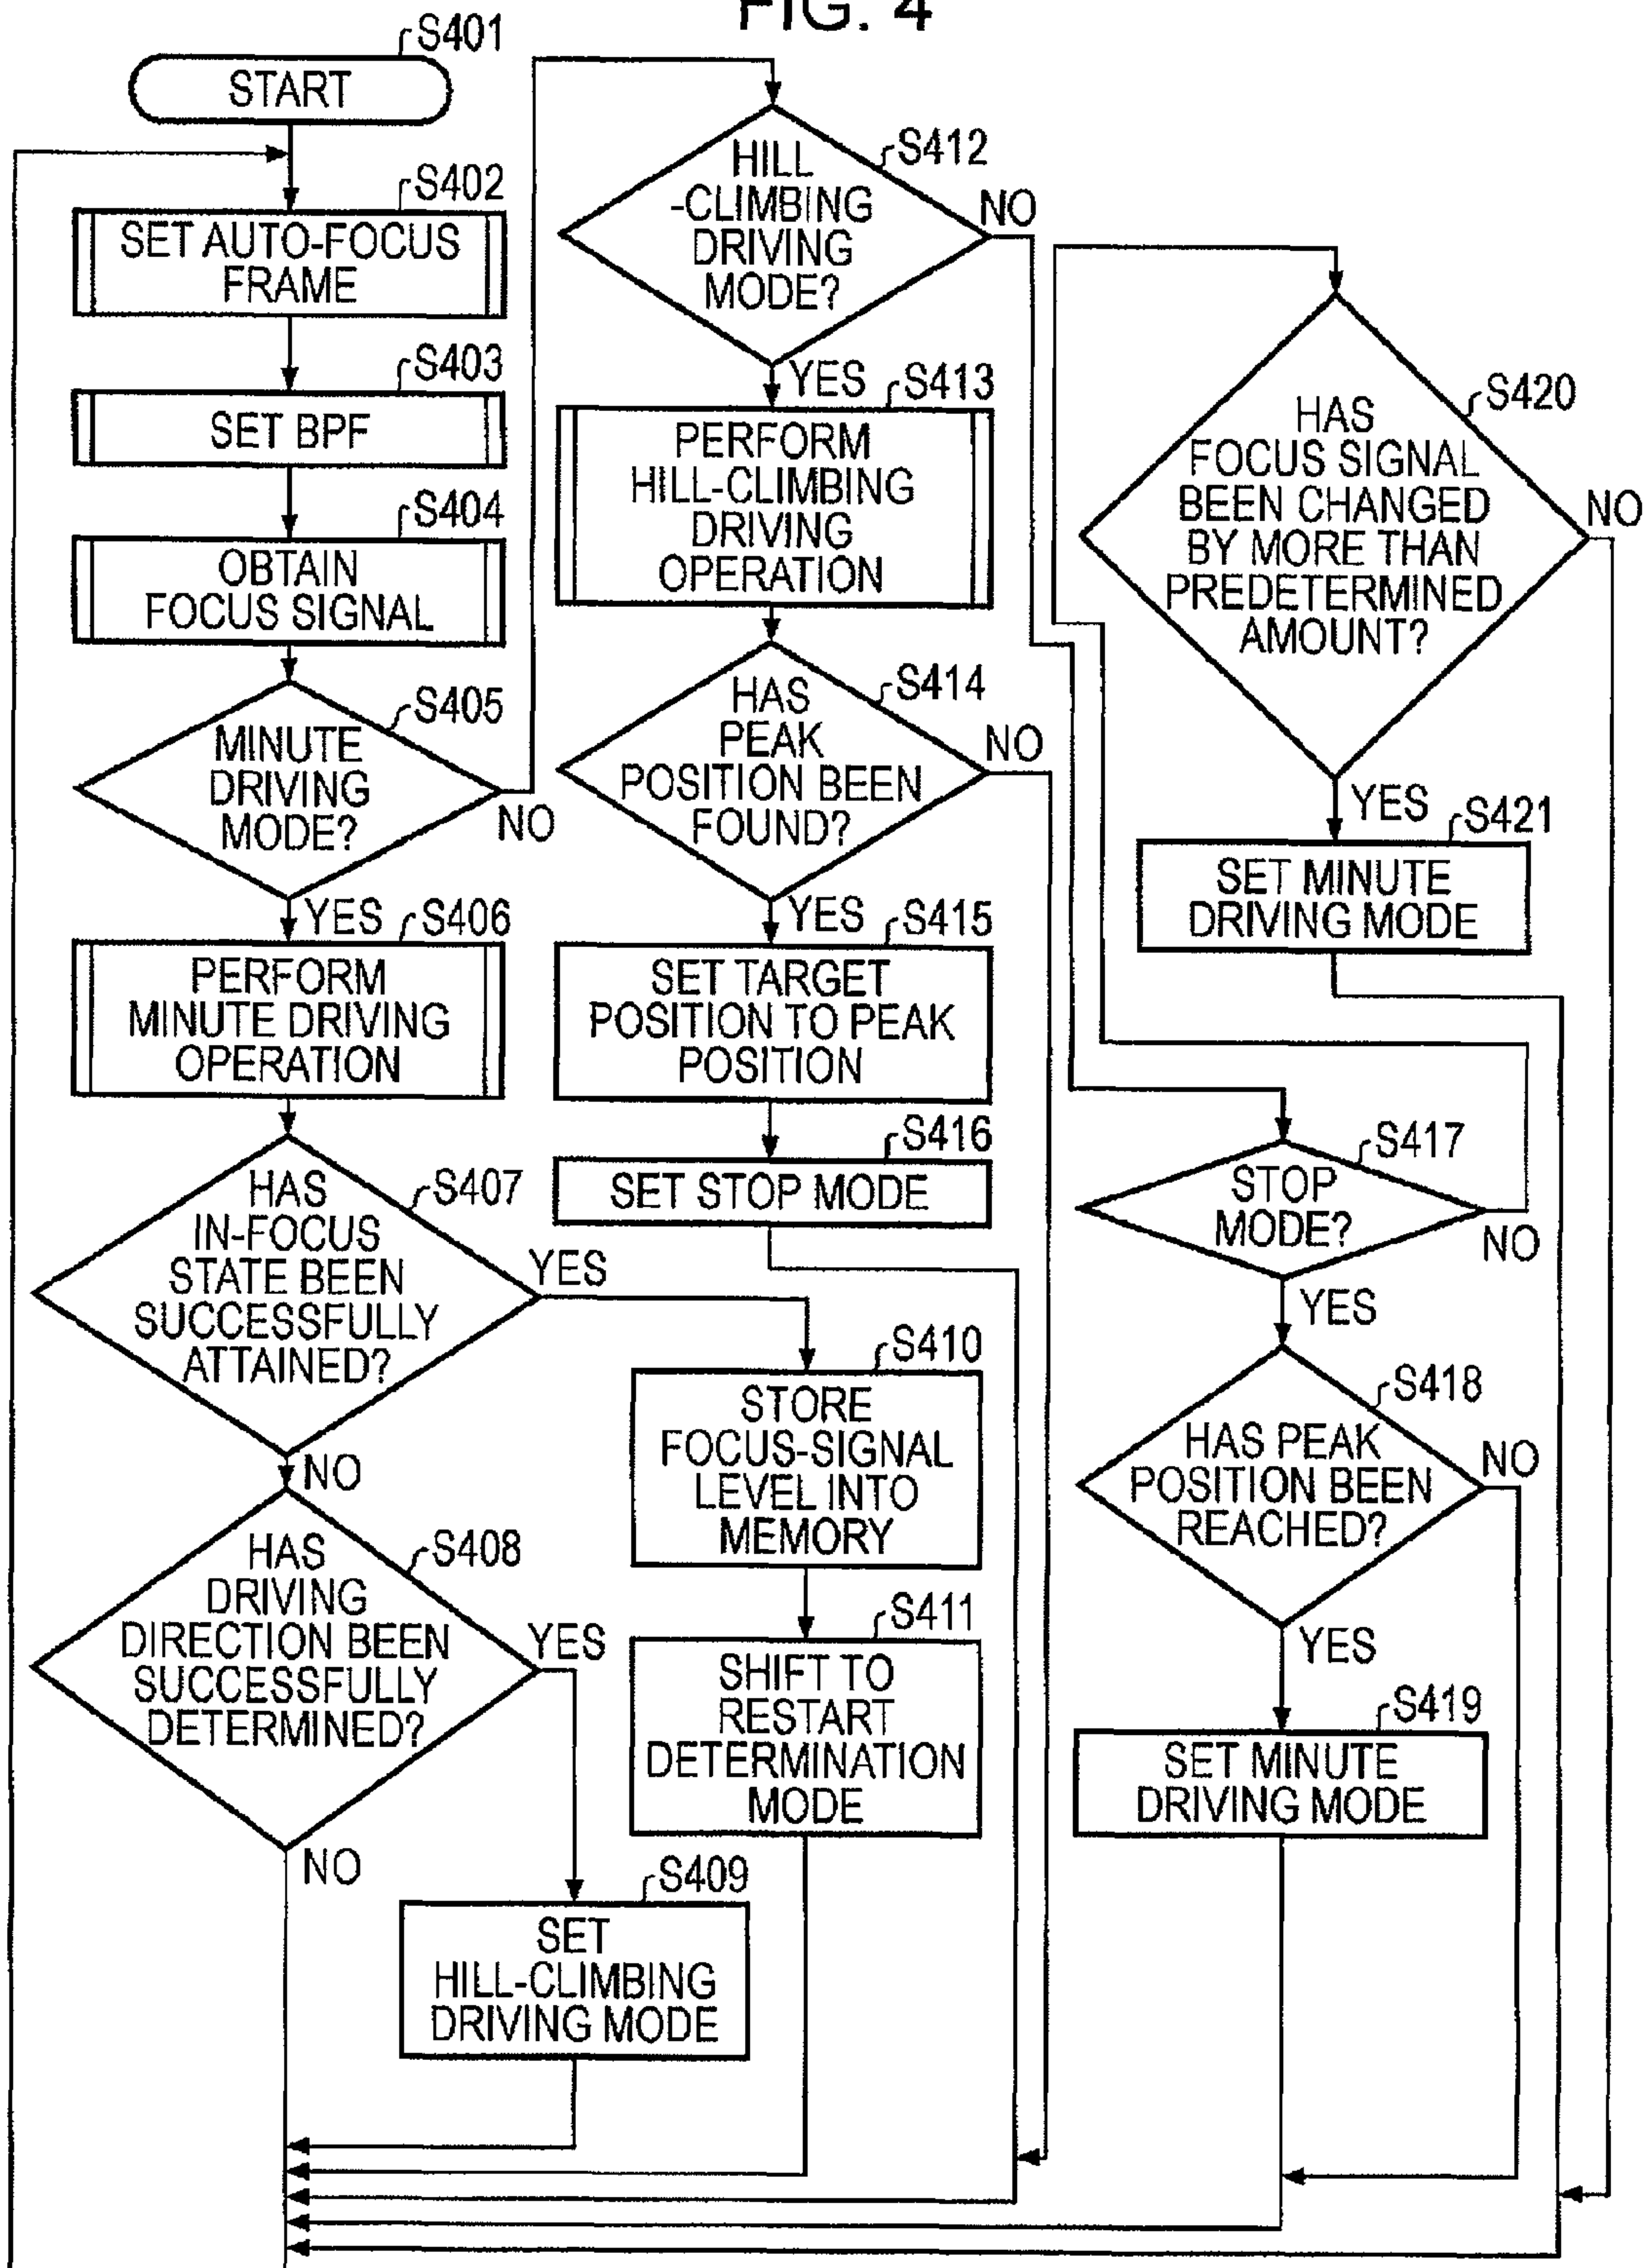 FIG. 4
S401
START
S402
SET AUTO-FOCUS
FRAME
S403
SET BPF
S404
OBTAIN
FOCUS SIGNAL
S405
MINUTE
DRIVING
MODE?
NO
YES
S406
PERFORM
MINUTE DRIVING
OPERATION
S407
HAS
IN-FOCUS
STATE BEEN
SUCCESSFULLY
ATTAINED?
YES
NO
S408
HAS
DRIVING
DIRECTION BEEN
SUCCESSFULLY
DETERMINED?
YES
NO
S409
SET
HILL-CLIMBING
DRIVING MODE
S410
STORE
FOCUS-SIGNAL
LEVEL INTO
MEMORY
S411
SHIFT TO
RESTART
DETERMINATION
MODE
S412
HILL
-CLIMBING
DRIVING
MODE?
NO
YES
S413
PERFORM
HILL-CLIMBING
DRIVING
OPERATION
S414
HAS
PEAK
POSITION BEEN
FOUND?
NO
YES
S415
SET TARGET
POSITION TO PEAK
POSITION
S416
SET STOP MODE
S417
STOP
MODE?
NO
YES
S418
HAS PEAK
POSITION BEEN
REACHED?
NO
YES
S419
SET MINUTE
DRIVING MODE
S420
HAS
FOCUS SIGNAL
BEEN CHANGED
BY MORE THAN
PREDETERMINED
AMOUNT?
NO
YES
S421
SET MINUTE
DRIVING MODE